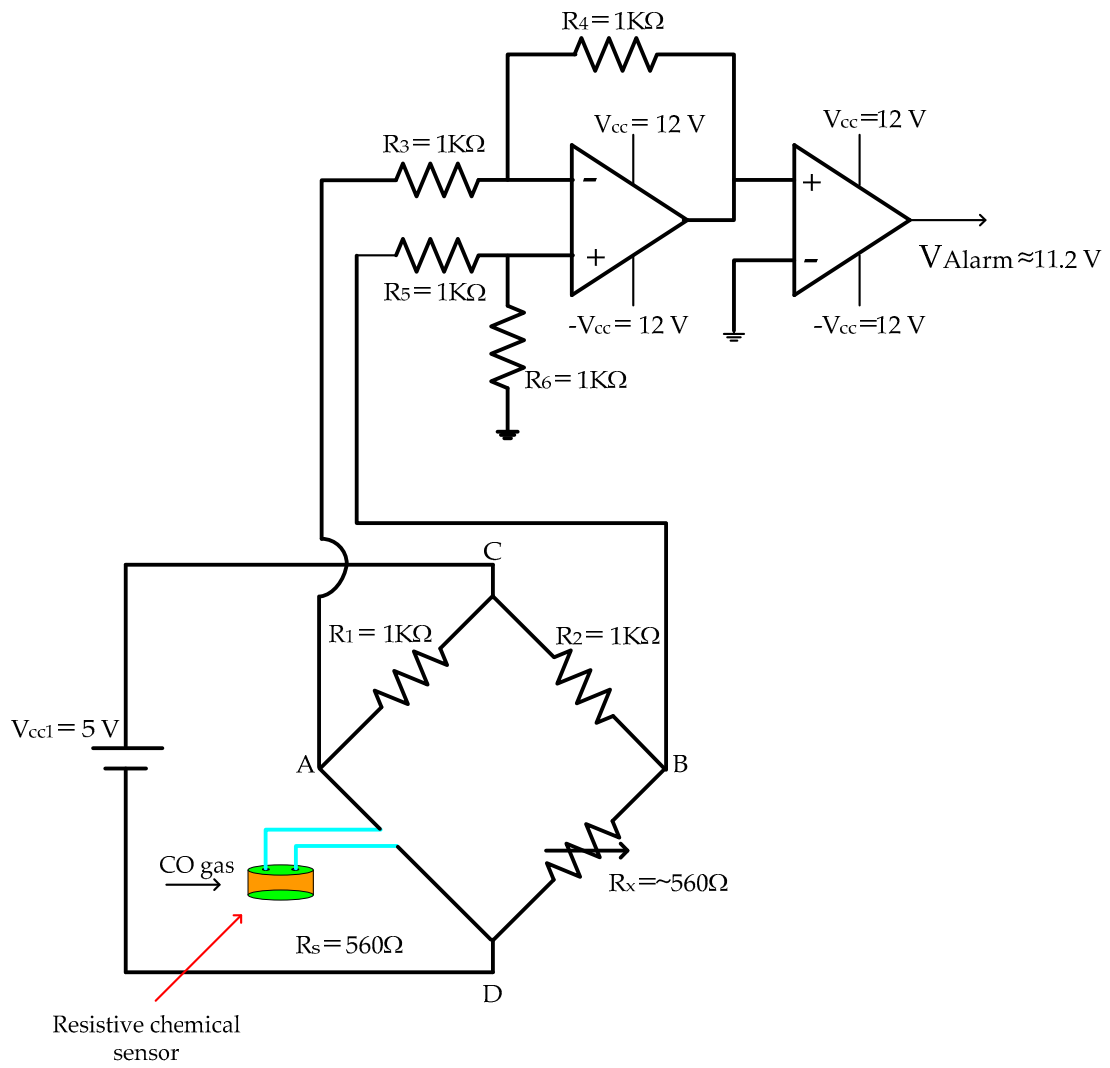 R4 = 1KΩ
Vcc= 12 V
Vcc=12 V
R3 = 1KΩ
-
+
+
-
VAlarm ≈11.2 V
R5 = 1KΩ
-Vcc= 12 V
-Vcc=12 V
R6 = 1KΩ
C
R1 = 1KΩ
R2 = 1KΩ
Vcc1 = 5 V
A
B
CO gas
Rx=~560Ω
Rs = 560Ω
D
Resistive chemical
sensor